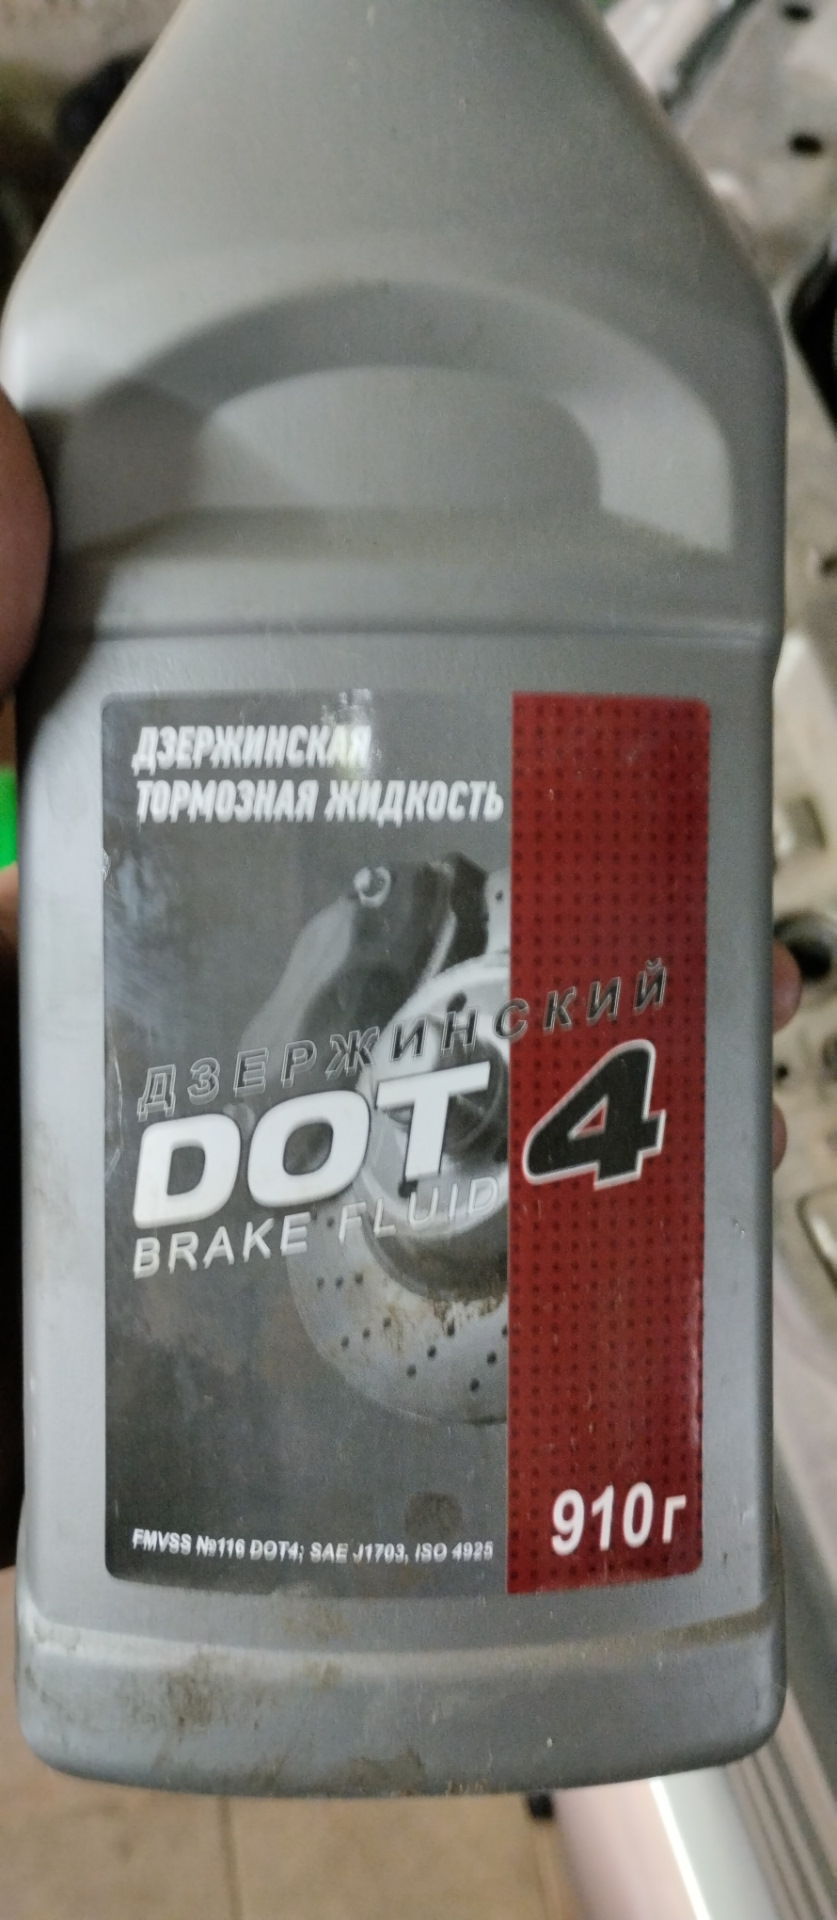 ДЗЕРЖИНСКАЯ
ТОРМОЗНАЯ ЖИДКОСТЬ
ДЗЕРЖИНСКИЙ
DOT 4
BRAKE FLUID
910г
FMVSS №116 DOT4; SAE J1703, ISO 4925